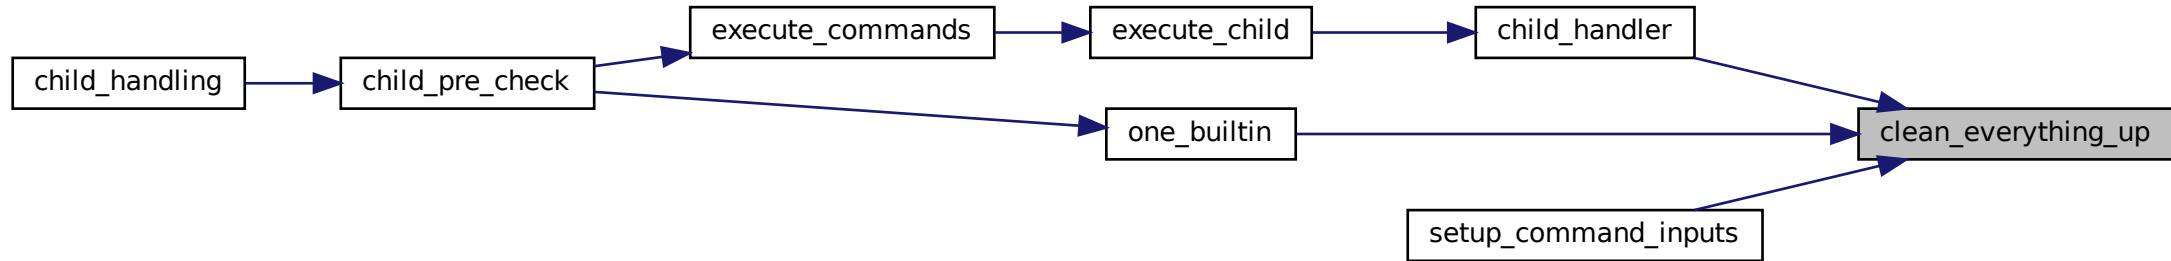 child_handling
child_pre_check
execute_commands
execute_child
child_handler
one_builtin
clean_everything_up
setup_command_inputs